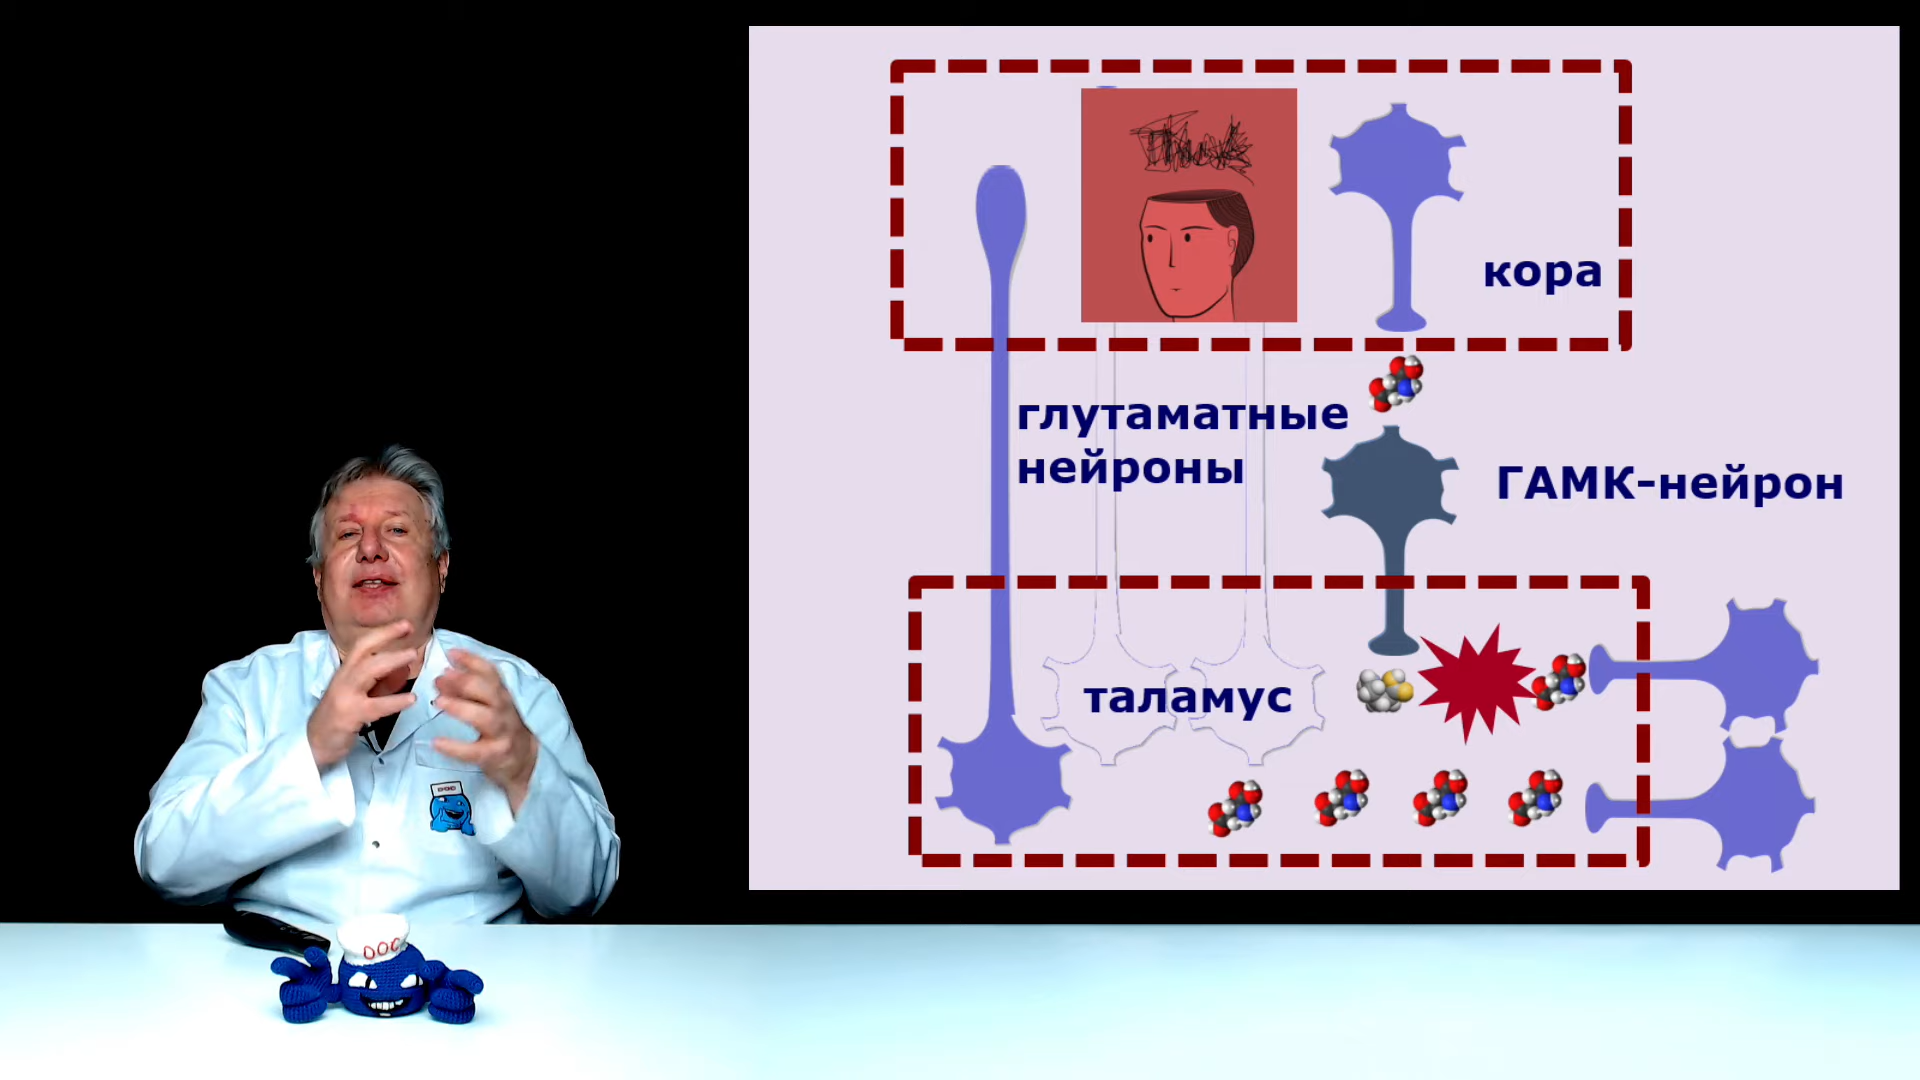 кора
глутаматные
нейроны
ГАМК-нейрон
таламус
DOC